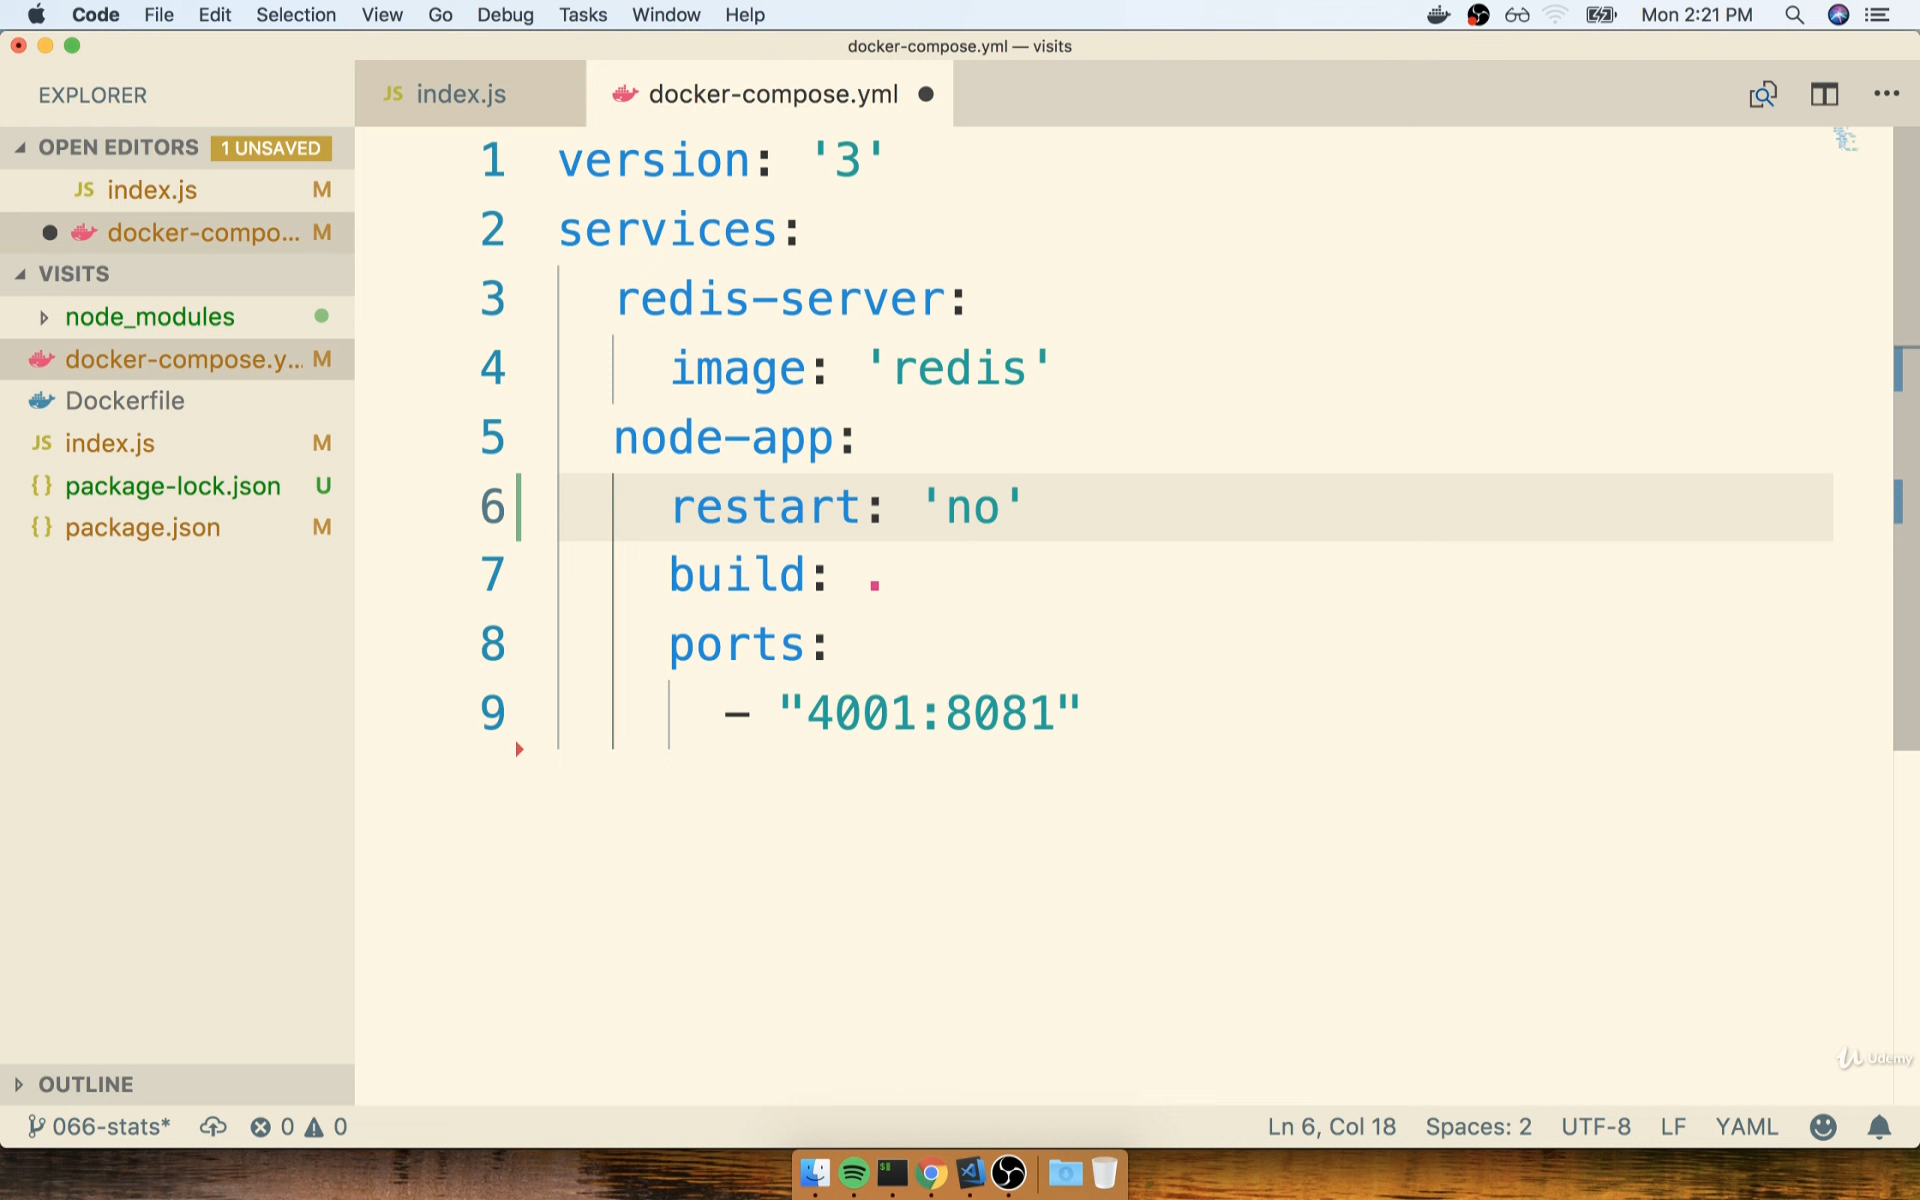 Code File Edit Selection View Go Debug Tasks Window Help Mon 2:21 PM
docker-compose.yml — visits
EXPLORER
JS index.js
docker-compose.yml
OPEN EDITORS 1 UNSAVED
JS index.js M
docker-compo... M
VISITS
node_modules
docker-compose.y... M
Dockerfile
JS index.js M
{} package-lock.json U
{} package.json M
1 version: '3'
2 services:
3 redis-server:
4 image: 'redis'
5 node-app:
6 restart: 'no'
7 build: .
8 ports:
9 - "4001:8081"
Udemy
OUTLINE
066-stats* 0 0 Ln 6, Col 18 Spaces: 2 UTF-8 LF YAML